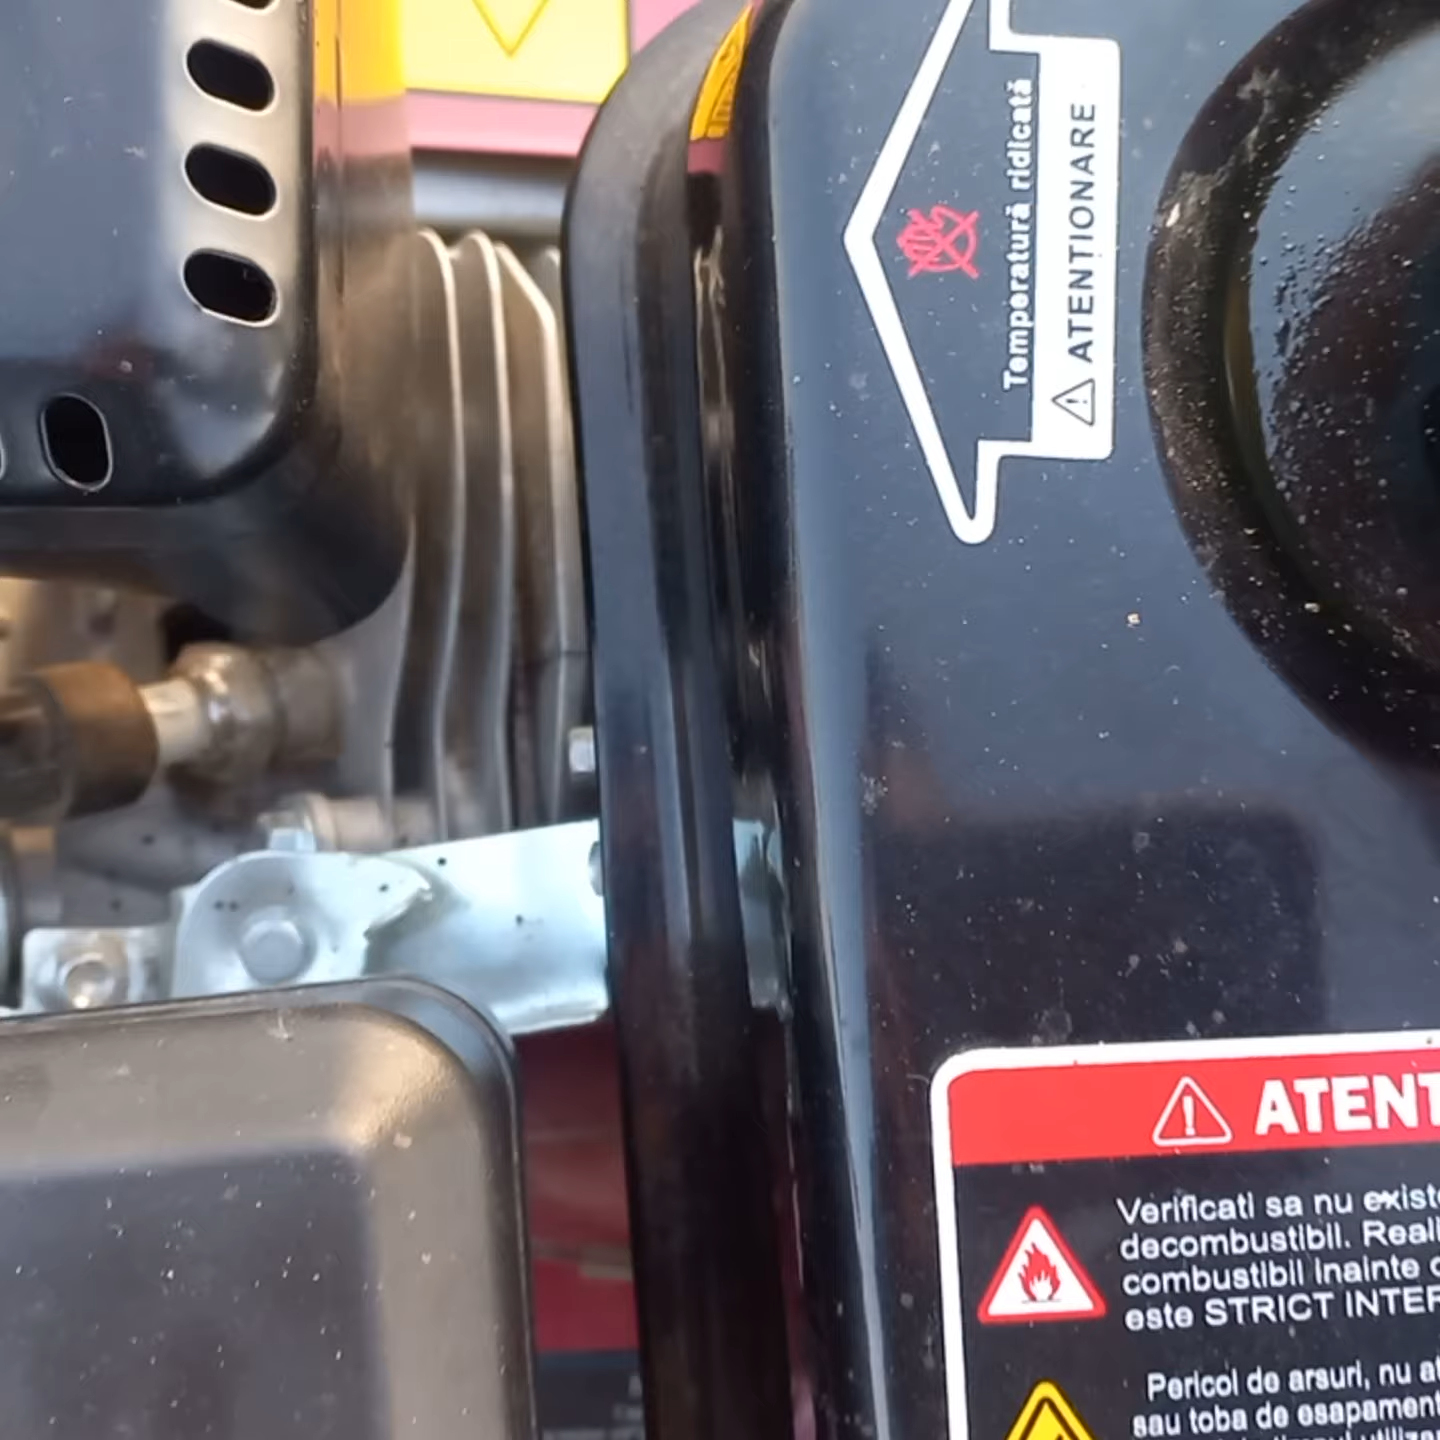 ⚠ ATENȚIONARE
Temperatură ridicată
ATENT
Verificati sa nu existe
decombustibil. Reali
combustibil inainte
este STRICT INTER
Pericol de arsuri, nu at
sau toba de esapament